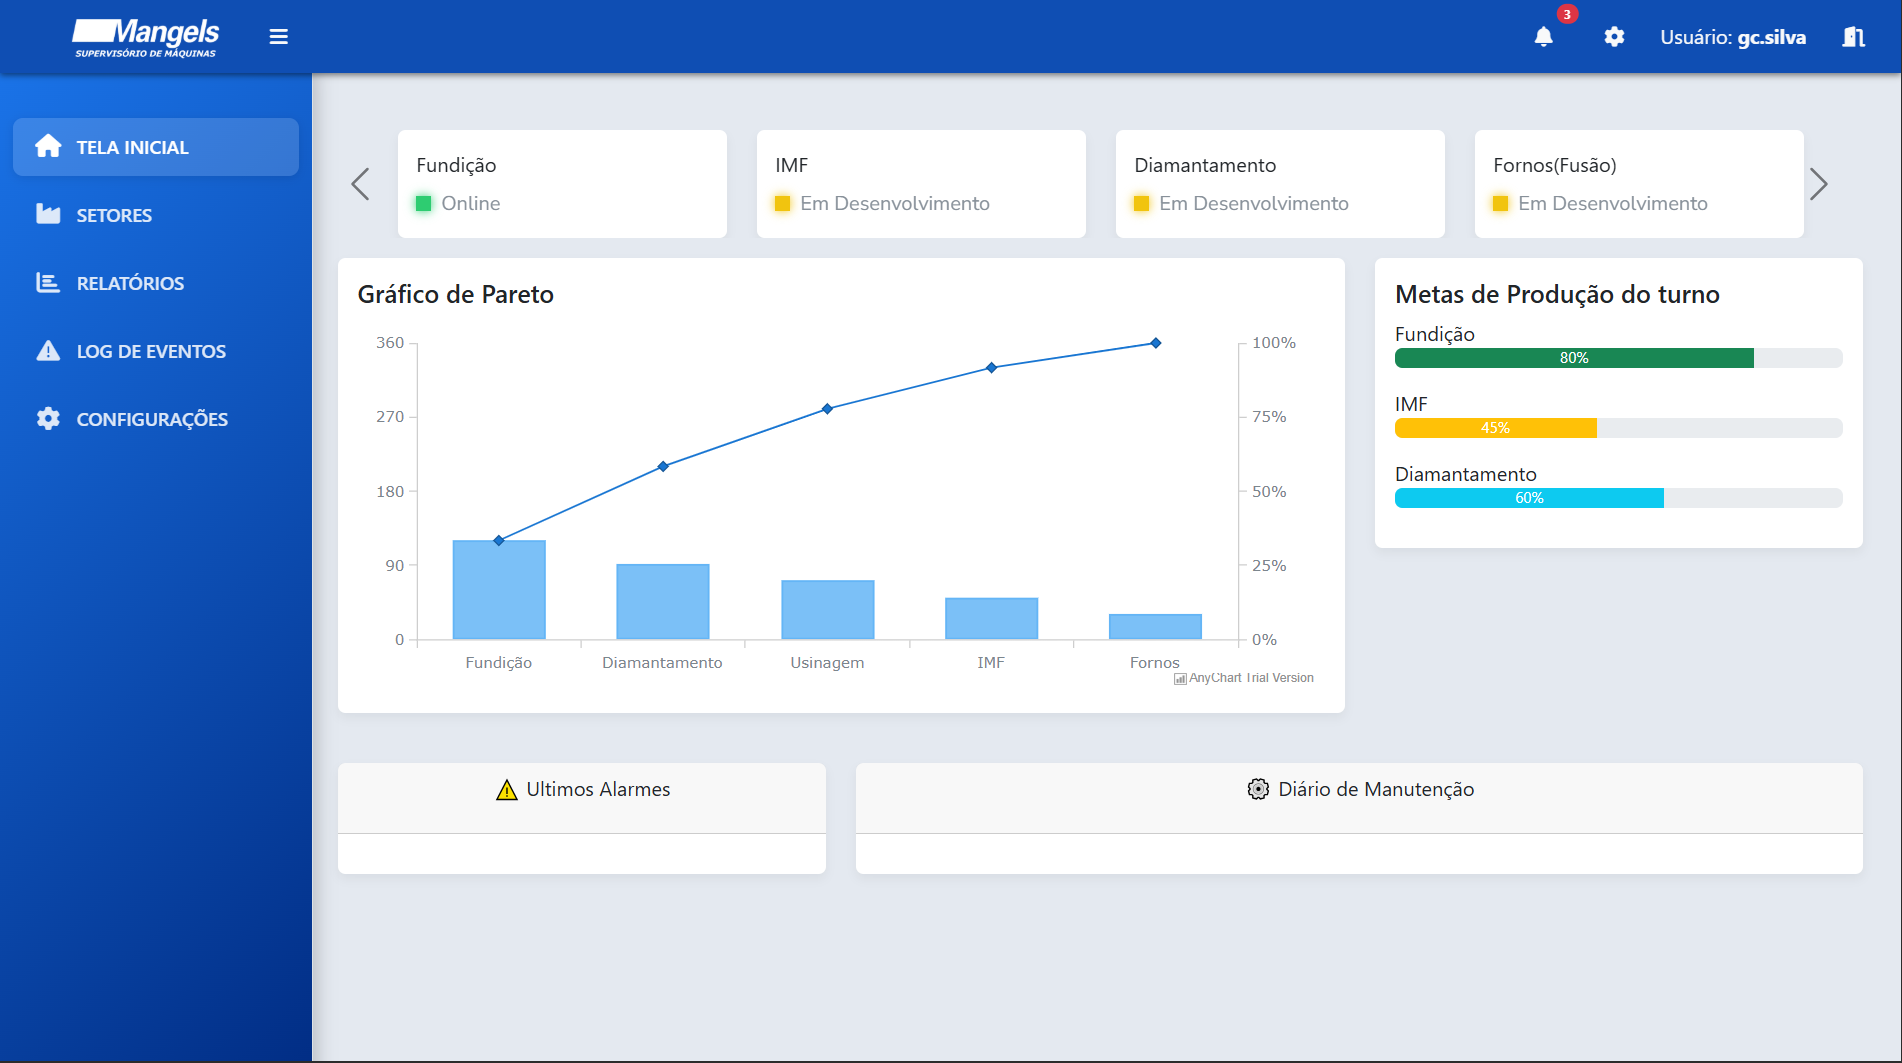 Mangels
SUPERVISÓRIO DE MÁQUINAS
3
Usuário: gc.silva
TELA INICIAL
SETORES
RELATÓRIOS
LOG DE EVENTOS
CONFIGURAÇÕES
Fundição
Online
IMF
Em Desenvolvimento
Diamantamento
Em Desenvolvimento
Fornos(Fusão)
Em Desenvolvimento
Gráfico de Pareto
360
270
180
90
0
100%
75%
50%
25%
0%
Fundição
Diamantamento
Usinagem
IMF
Fornos
AnyChart Trial Version
Metas de Produção do turno
Fundição
80%
IMF
45%
Diamantamento
60%
Ultimos Alarmes
Diário de Manutenção